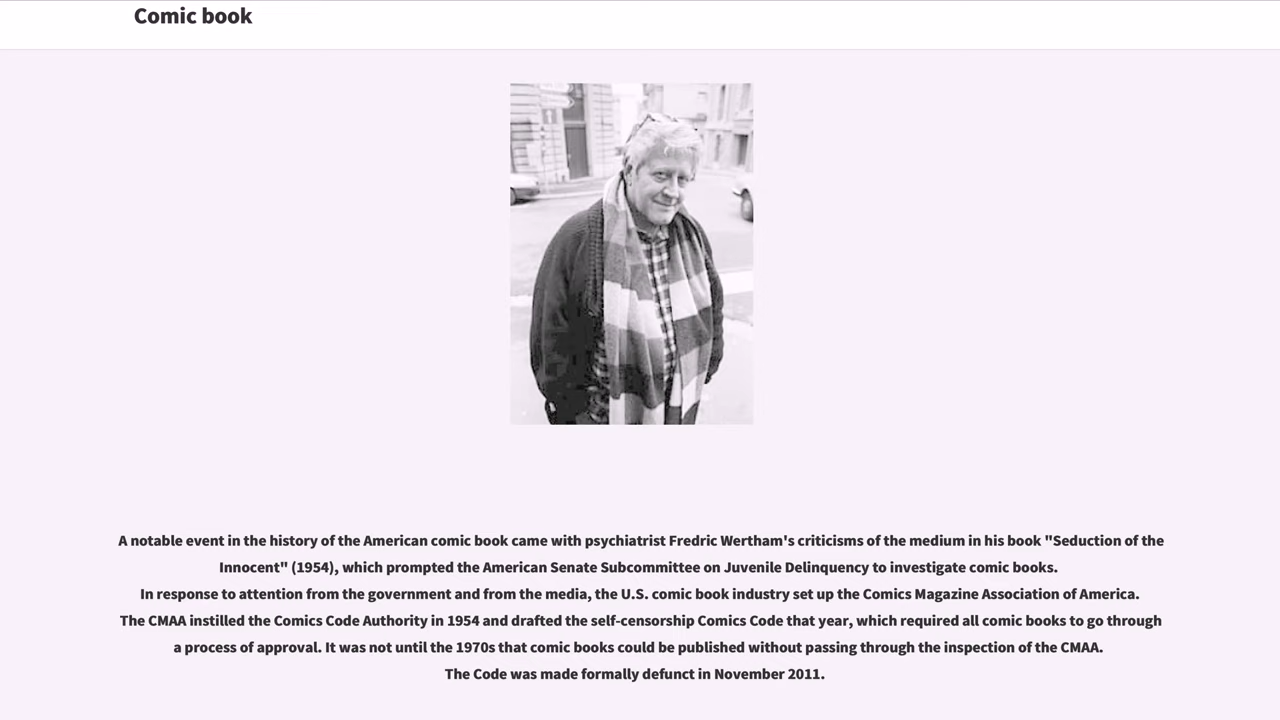 Comic book
A notable event in the history of the American comic book came with psychiatrist Fredric Wertham's criticisms of the medium in his book "Seduction of the
Innocent" (1954), which prompted the American Senate Subcommittee on Juvenile Delinquency to investigate comic books.
In response to attention from the government and from the media, the U.S. comic book industry set up the Comics Magazine Association of America.
The CMAA instilled the Comics Code Authority in 1954 and drafted the self-censorship Comics Code that year, which required all comic books to go through
a process of approval. It was not until the 1970s that comic books could be published without passing through the inspection of the CMAA.
The Code was made formally defunct in November 2011.